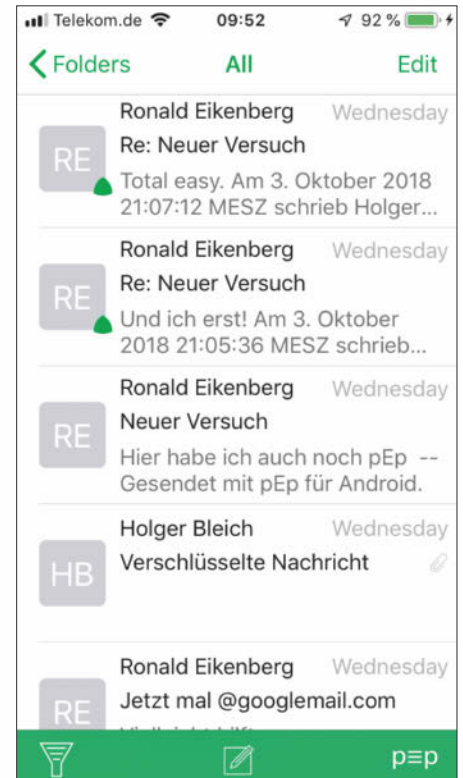 Telekom.de 09:52 92 %
Folders All Edit
RE
Ronald Eikenberg Wednesday
Re: Neuer Versuch
Total easy. Am 3. Oktober 2018
21:07:12 MESZ schrieb Holger...
RE
Ronald Eikenberg Wednesday
Re: Neuer Versuch
Und ich erst! Am 3. Oktober
2018 21:05:36 MESZ schrieb...
RE
Ronald Eikenberg Wednesday
Neuer Versuch
Hier habe ich auch noch pEp --
Gesendet mit pEp für Android.
HB
Holger Bleich Wednesday
Verschlüsselte Nachricht
RE
Ronald Eikenberg Wednesday
Jetzt mal @googlemail.com
p≡p